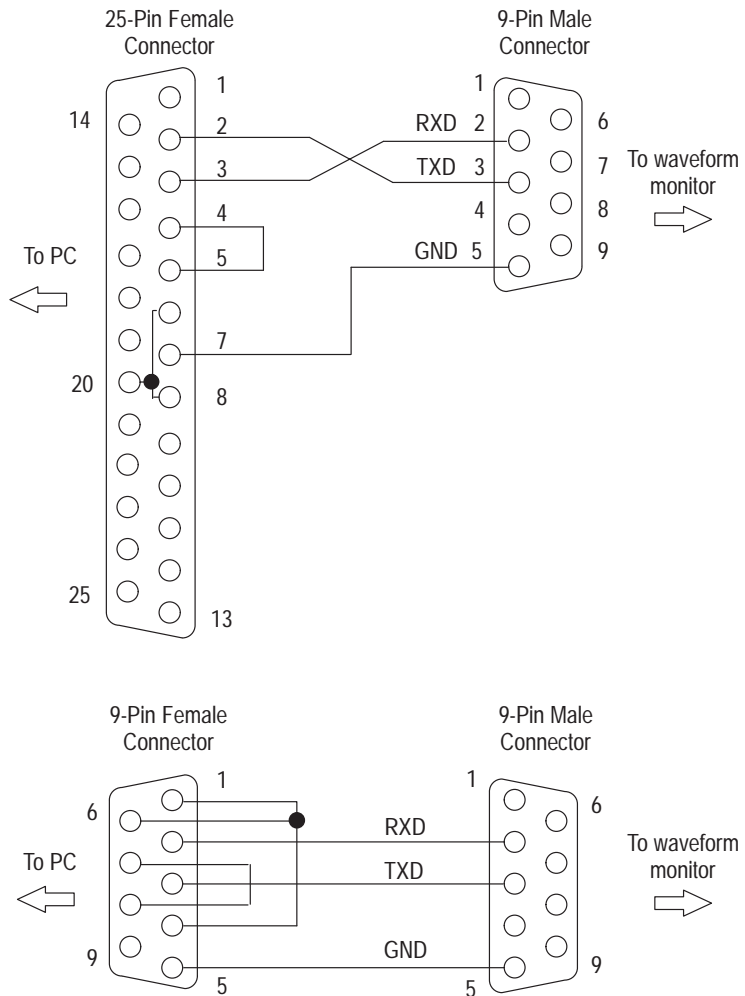 25-Pin Female
Connector
9-Pin Male
Connector
1
14
2
3
4
5
7
20
8
25
13
To PC
1
RXD 2
TXD 3
4
GND 5
6
7
8
9
To waveform
monitor
9-Pin Female
Connector
9-Pin Male
Connector
1
6
9
5
To PC
RXD
TXD
GND
1
6
9
5
To waveform
monitor